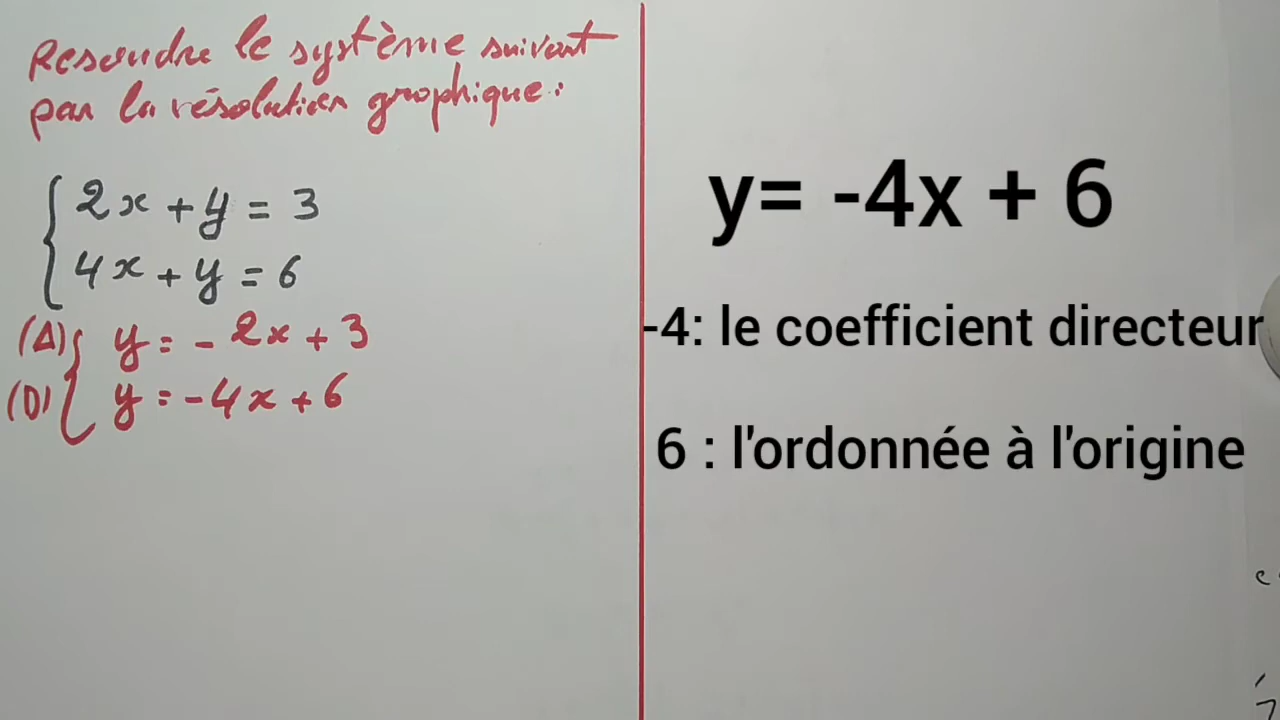 Resoudre le système suivant
par la résolution graphique :
2x + y = 3
4x + y = 6
(Δ) y = - 2x + 3
(D) y = -4x + 6
y= -4x + 6
-4: le coefficient directeur
6 : l'ordonnée à l'origine